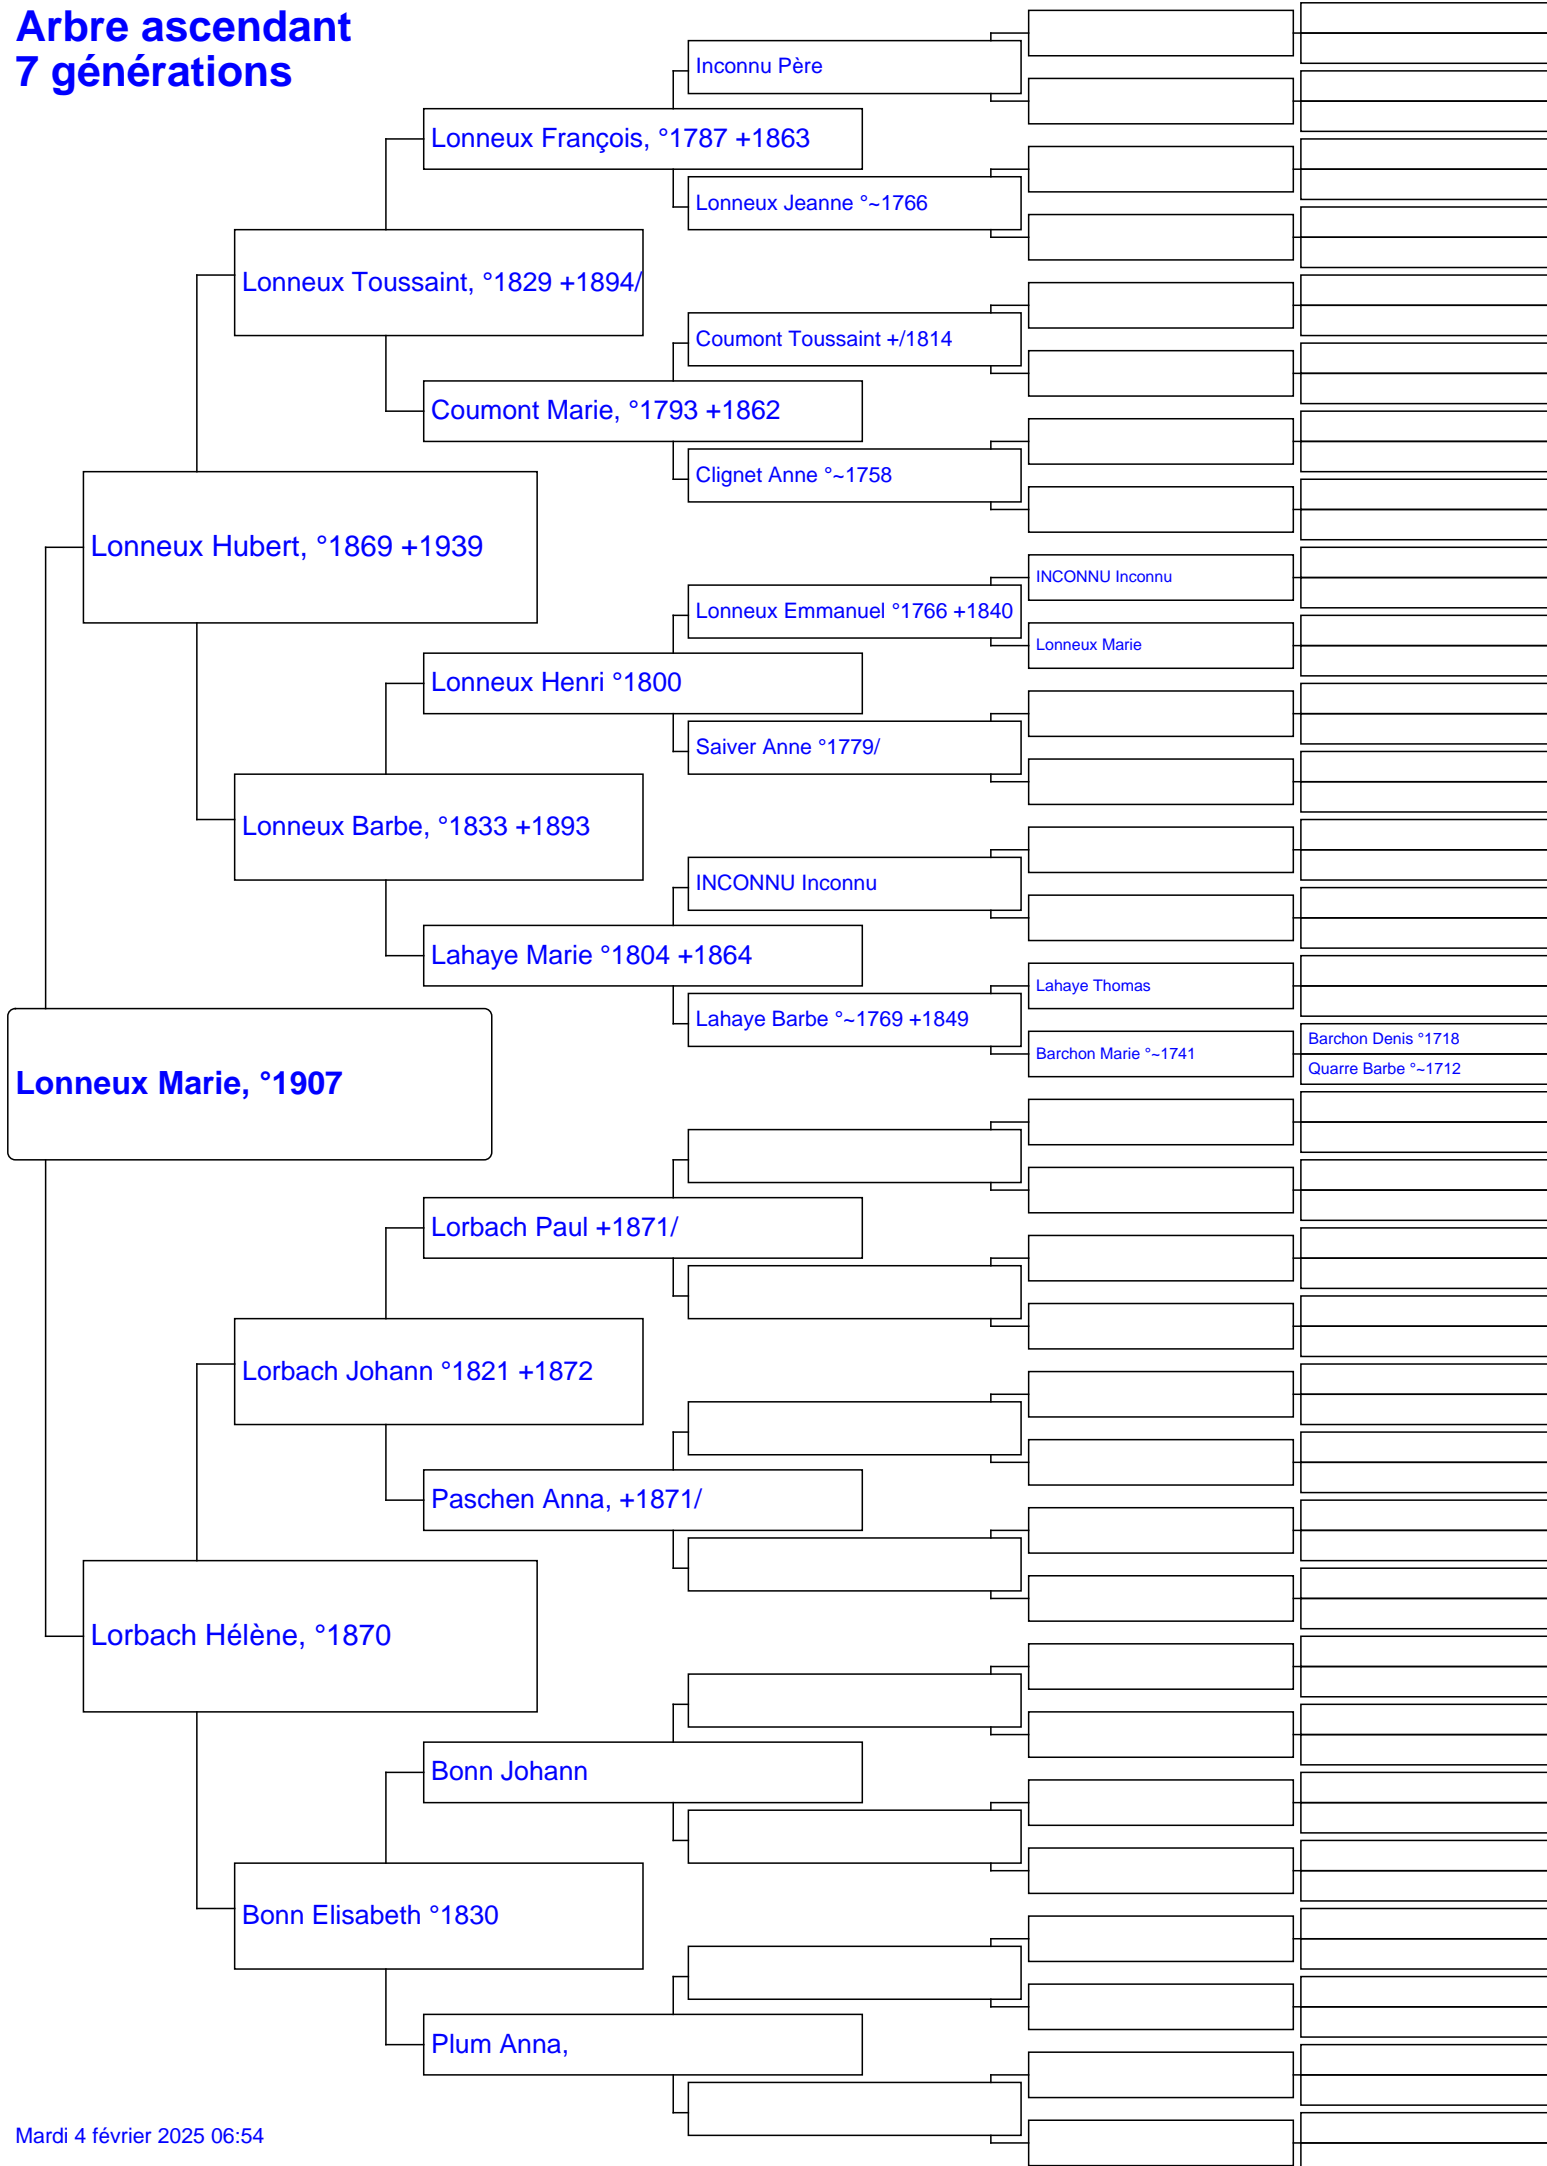 Arbre ascendant
7 générations
Inconnu Père
Lonneux François, °1787 +1863
Lonneux Jeanne °~1766
Lonneux Toussaint, °1829 +1894/
Coumont Toussaint +/1814
Coumont Marie, °1793 +1862
Clignet Anne °~1758
Lonneux Hubert, °1869 +1939
INCONNU Inconnu
Lonneux Emmanuel °1766 +1840
Lonneux Marie
Lonneux Henri °1800
Saiver Anne °1779/
Lonneux Barbe, °1833 +1893
INCONNU Inconnu
Lahaye Marie °1804 +1864
Lahaye Thomas
Lahaye Barbe °~1769 +1849
Barchon Denis °1718
Barchon Marie °~1741
Quarre Barbe °~1712
Lonneux Marie, °1907
Lorbach Paul +1871/
Lorbach Johann °1821 +1872
Paschen Anna, +1871/
Lorbach Hélène, °1870
Bonn Johann
Bonn Elisabeth °1830
Plum Anna,
Mardi 4 février 2025 06:54